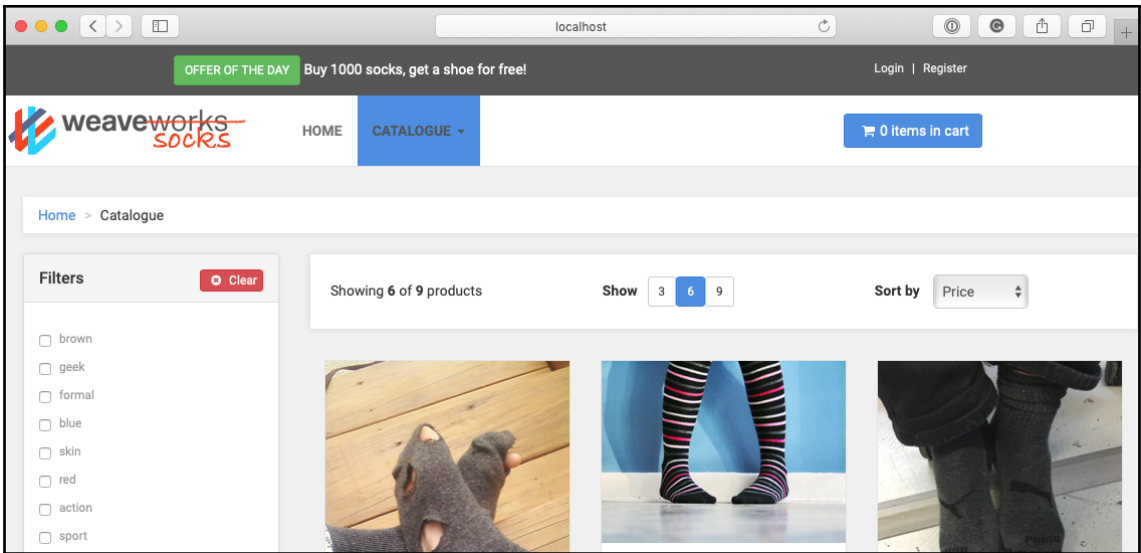 localhost
OFFER OF THE DAY Buy 1000 socks, get a shoe for free! Login | Register
weaveworks
socks
HOME CATALOGUE 0 items in cart
Home > Catalogue
Filters Clear
Showing 6 of 9 products Show 3 6 9 Sort by Price
brown
geek
formal
blue
skin
red
action
sport